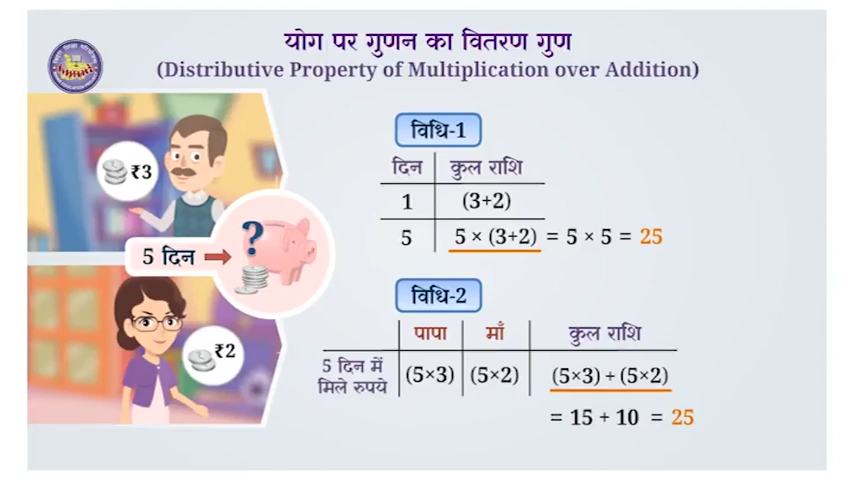 योग पर गुणन का वितरण गुण
(Distributive Property of Multiplication over Addition)
₹3
5 दिन
?
₹2
विधि-1
दिन कुल राशि
1 (3+2)
5 5 × (3+2) = 5 × 5 = 25
विधि-2
पापा माँ कुल राशि
5 दिन में
मिले रुपये (5×3) (5×2) (5×3) + (5×2)
= 15 + 10 = 25